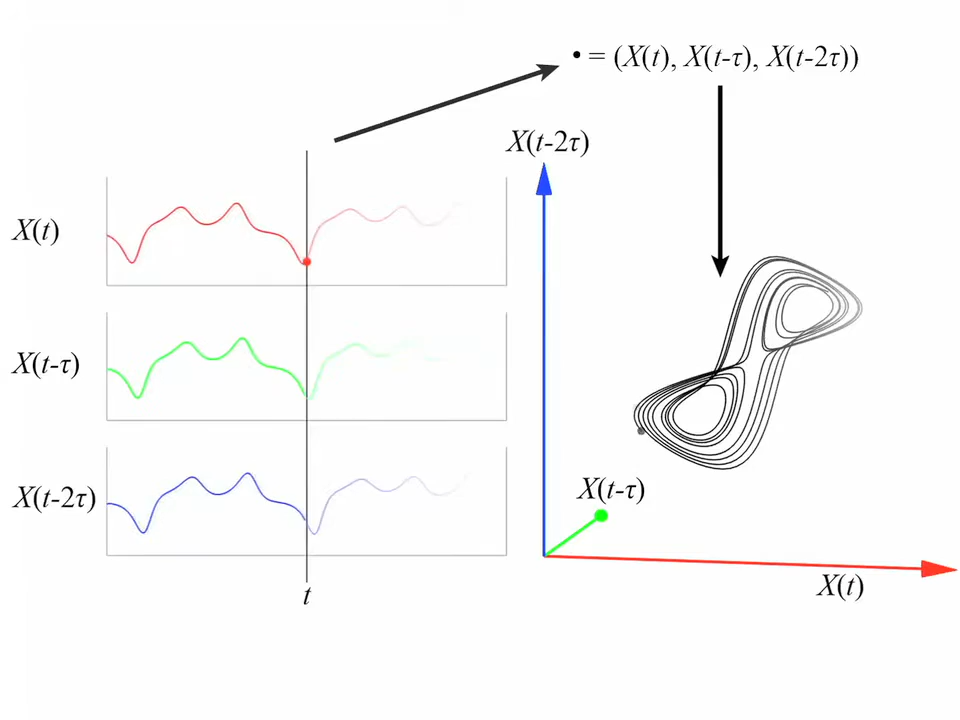 • = (X(t), X(t-τ), X(t-2τ))
X(t-2τ)
X(t)
X(t-τ)
X(t-2τ)
X(t-τ)
X(t)
t